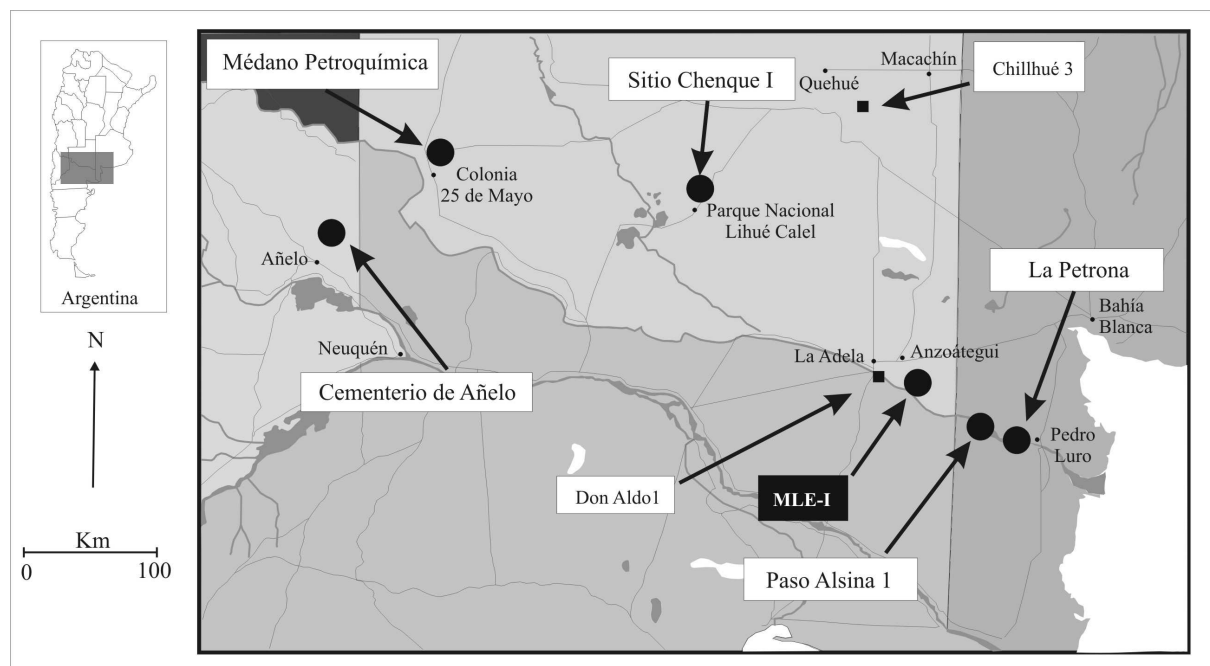 Médano Petroquímica
Sitio Chenque I
Macachín
Quehué
Chillhué 3
Colonia
25 de Mayo
Parque Nacional
Lihué Calel
Añelo
La Petrona
Bahía
Blanca
Argentina
N
Neuquén
La Adela
Anzoátegui
Cementerio de Añelo
Pedro
Luro
Don Aldo1
MLE-I
Km
0 100
Paso Alsina 1